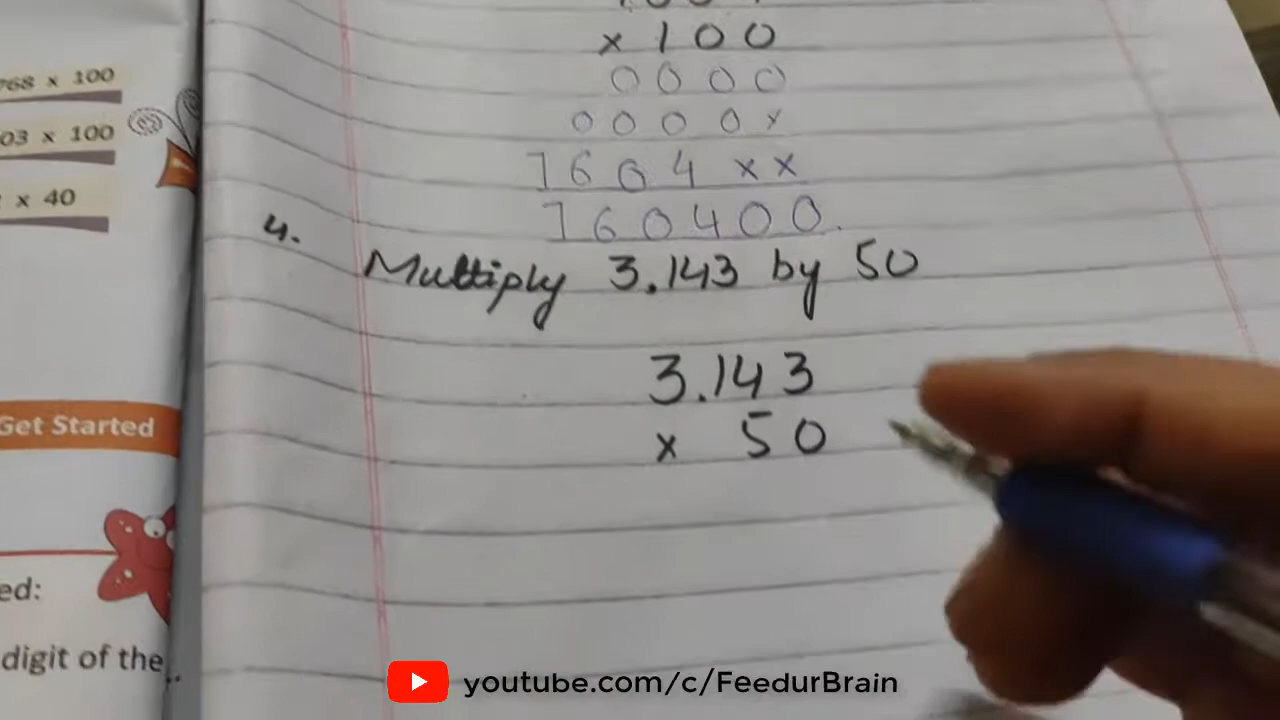 768 x 100
03 x 100
x 40
Get Started
ed:
digit of the
x 100
0000
0000x
7604xx
760400.
4. Multiply 3.143 by 50
3.143
x 50
youtube.com/c/FeedurBrain